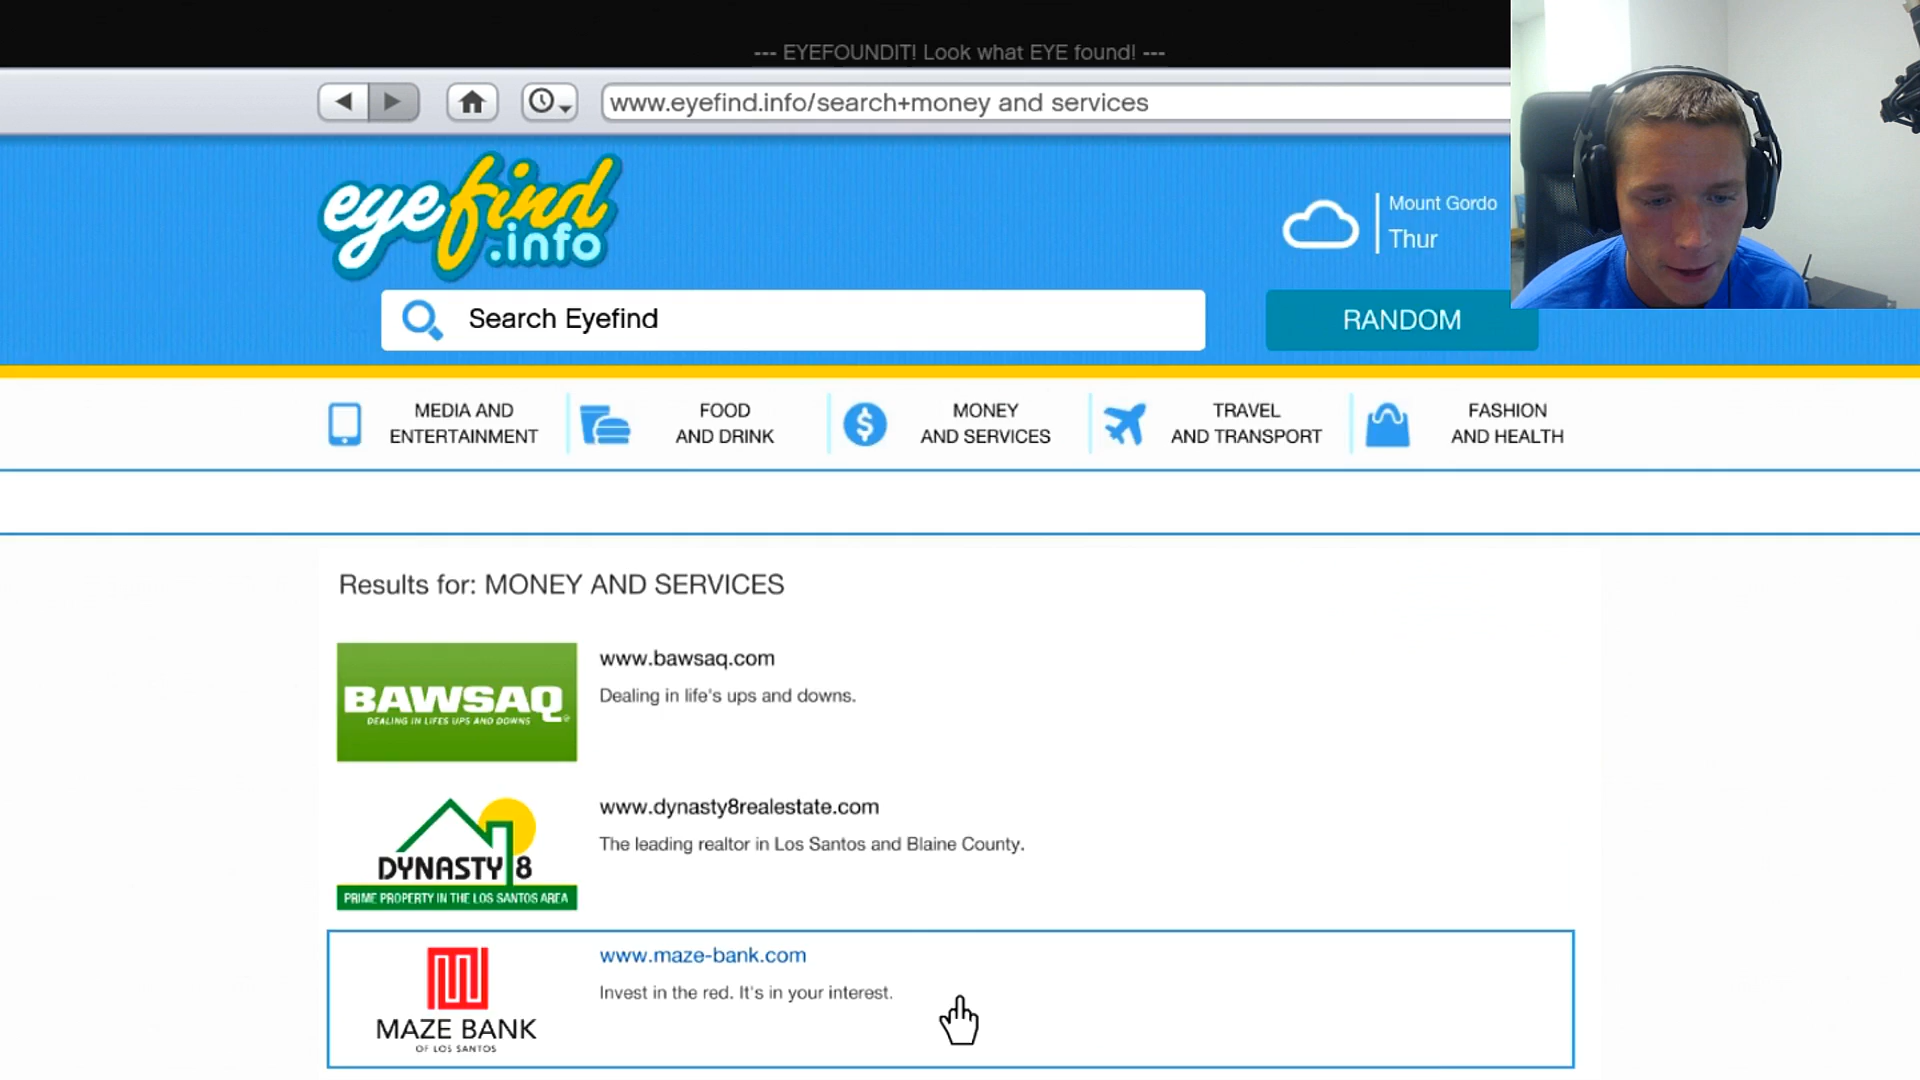 --- EYEFOUNDIT! Look what EYE found! ---
www.eyefind.info/search+money and services
eyefind
.info
Mount Gordo
Thur
Search Eyefind
RANDOM
MEDIA AND
ENTERTAINMENT
FOOD
AND DRINK
MONEY
AND SERVICES
TRAVEL
AND TRANSPORT
FASHION
AND HEALTH
Results for: MONEY AND SERVICES
BAWSAQ
DEALING IN LIFES UPS AND DOWNS
www.bawsaq.com
Dealing in life's ups and downs.
DYNASTY 8
PRIME PROPERTY IN THE LOS SANTOS AREA
www.dynasty8realestate.com
The leading realtor in Los Santos and Blaine County.
MAZE BANK
OF LOS SANTOS
www.maze-bank.com
Invest in the red. It's in your interest.